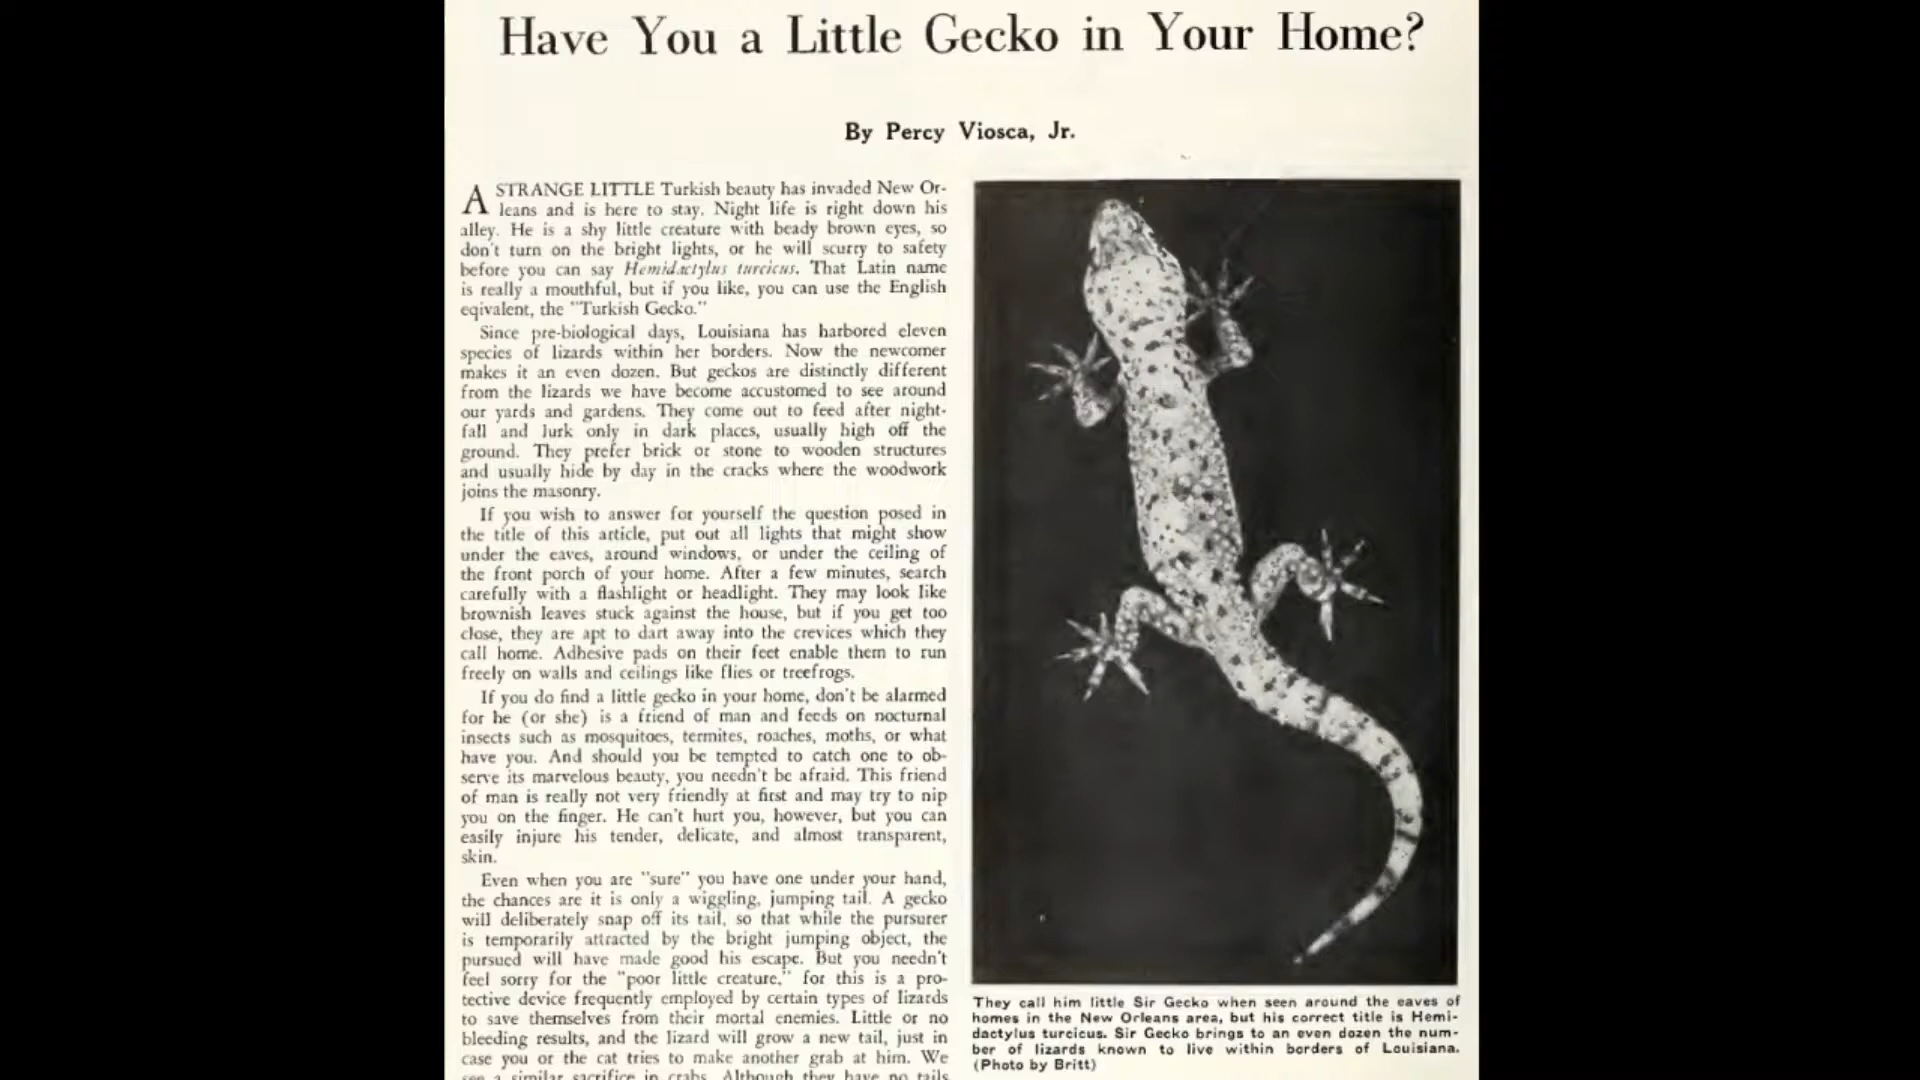 Have You a Little Gecko in Your Home?
By Percy Viosca, Jr.
A STRANGE LITTLE Turkish beauty has invaded New Or-
leans and is here to stay. Night life is right down his
alley. He is a shy little creature with beady brown eyes, so
don't turn on the bright lights, or he will scurry to safety
before you can say Hemidactylus turcicus. That Latin name
is really a mouthful, but if you like, you can use the English
eqivalent, the "Turkish Gecko."
Since pre-biological days, Louisiana has harbored eleven
species of lizards within her borders. Now the newcomer
makes it an even dozen. But geckos are distinctly different
from the lizards we have become accustomed to see around
our yards and gardens. They come out to feed after night-
fall and lurk only in dark places, usually high off the
ground. They prefer brick or stone to wooden structures
and usually hide by day in the cracks where the woodwork
joins the masonry.
If you wish to answer for yourself the question posed in
the title of this article, put out all lights that might show
under the eaves, around windows, or under the ceiling of
the front porch of your home. After a few minutes, search
carefully with a flashlight or headlight. They may look like
brownish leaves stuck against the house, but if you get too
close, they are apt to dart away into the crevices which they
call home. Adhesive pads on their feet enable them to run
freely on walls and ceilings like flies or treefrogs.
If you do find a little gecko in your home, don't be alarmed
for he (or she) is a friend of man and feeds on nocturnal
insects such as mosquitoes, termites, roaches, moths, or what
have you. And should you be tempted to catch one to ob-
serve its marvelous beauty, you needn't be afraid. This friend
of man is really not very friendly at first and may try to nip
you on the finger. He can't hurt you, however, but you can
easily injure his tender, delicate, and almost transparent,
skin.
Even when you are "sure" you have one under your hand,
the chances are it is only a wiggling, jumping tail. A gecko
will deliberately snap off its tail, so that while the pursurer
is temporarily attracted by the bright jumping object, the
pursued will have made good his escape. But you needn't
feel sorry for the "poor little creature," for this is a pro-
tective device frequently employed by certain types of lizards
to save themselves from their mortal enemies. Little or no
bleeding results, and the lizard will grow a new tail, just in
case you or the cat tries to make another grab at him. We
see a similar sacrifice in crabs. Although they have no tails
They call him little Sir Gecko when seen around the eaves of
homes in the New Orleans area, but his correct title is Hemi-
dactylus turcicus. Sir Gecko brings to an even dozen the num-
ber of lizards known to live within borders of Louisiana.
(Photo by Britt)